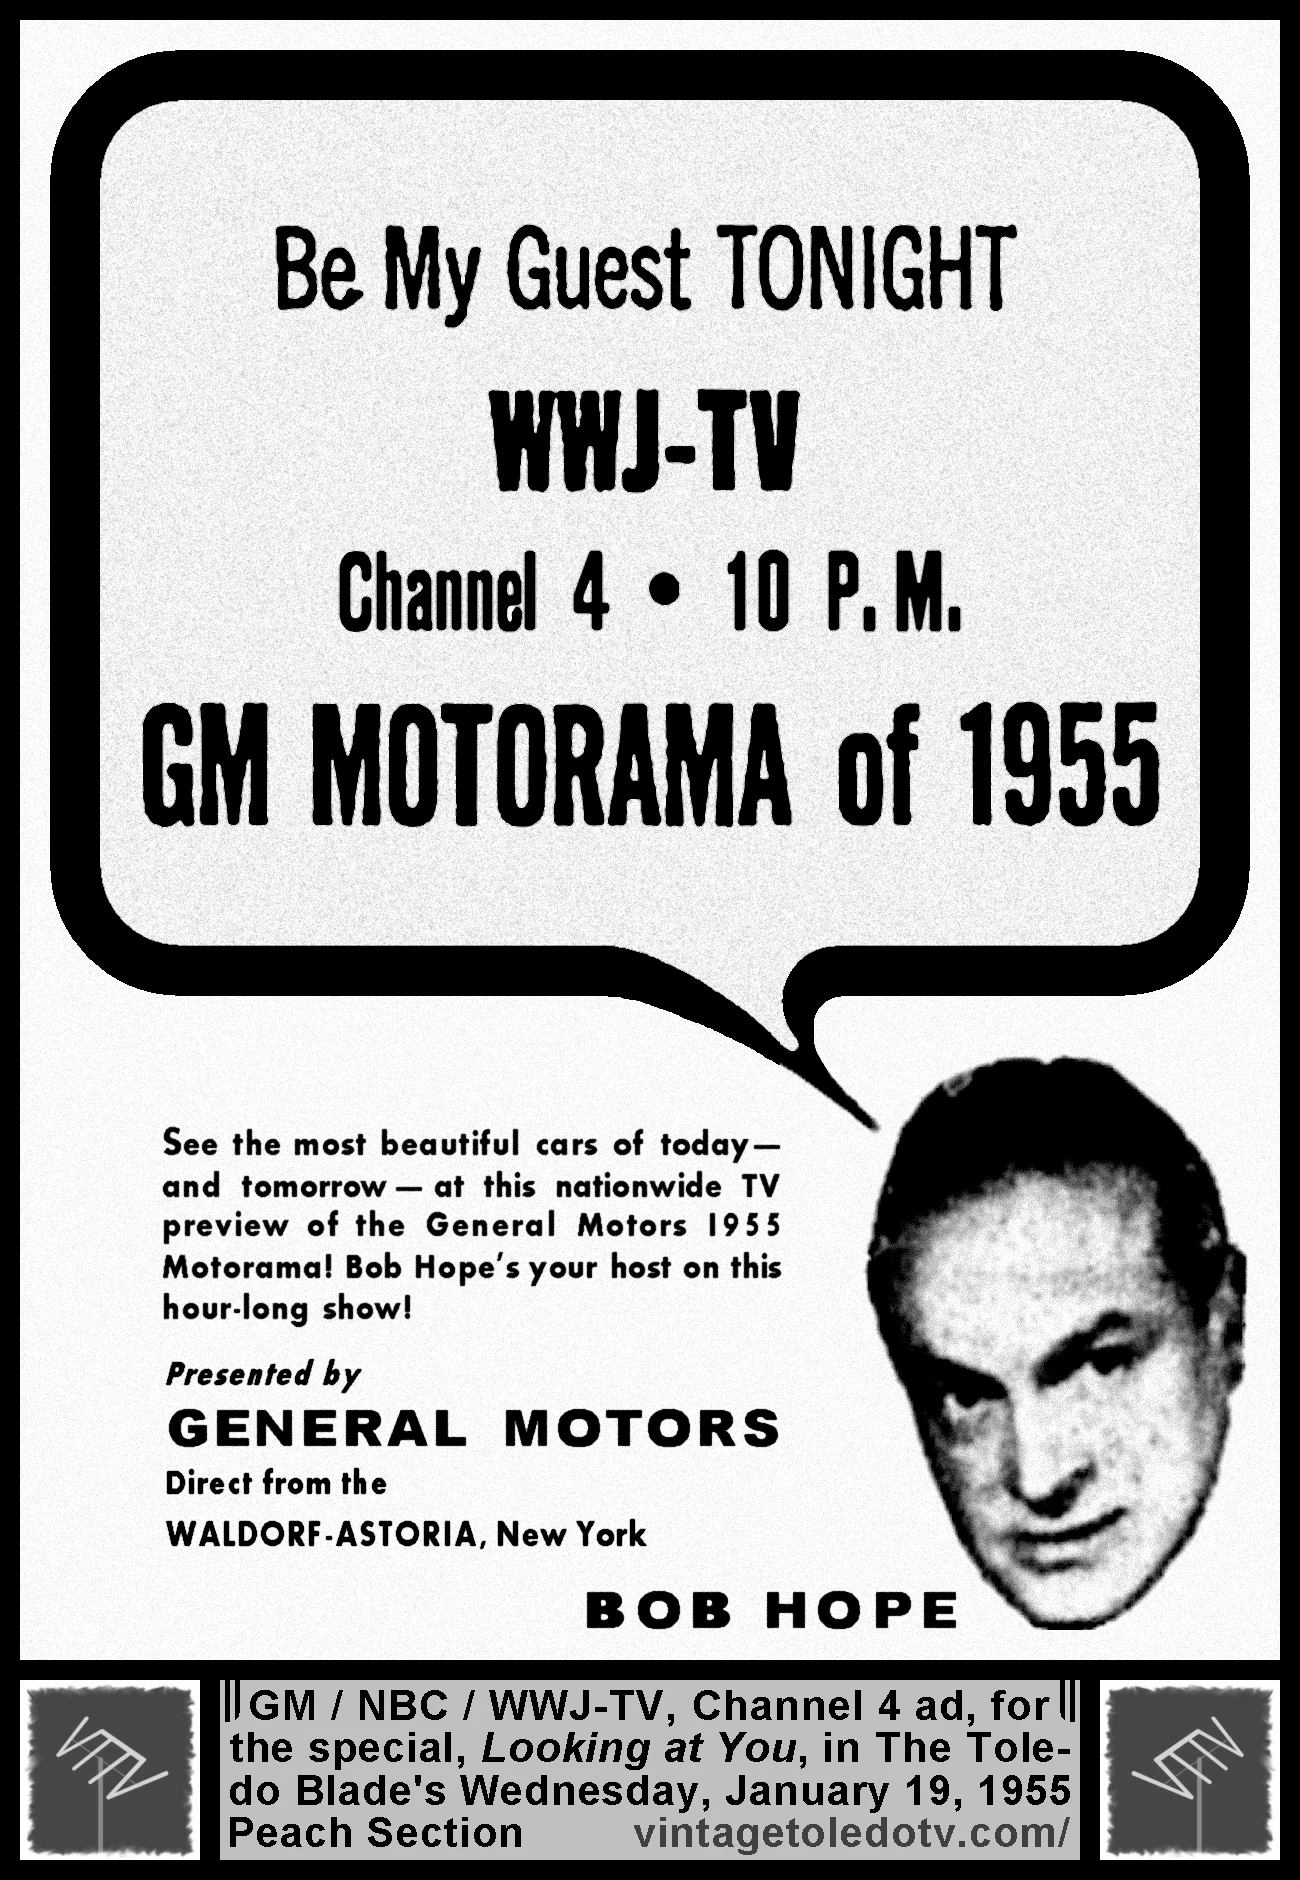 Be My Guest TONIGHT
WWJ-TV
Channel 4 • 10 P.M.
GM MOTORAMA of 1955
See the most beautiful cars of today—
and tomorrow — at this nationwide TV
preview of the General Motors 1955
Motorama! Bob Hope's your host on this
hour-long show!
Presented by
GENERAL MOTORS
Direct from the
WALDORF-ASTORIA, New York
BOB HOPE
GM / NBC / WWJ-TV, Channel 4 ad, for
the special, Looking at You, in The Tole-
do Blade's Wednesday, January 19, 1955
Peach Section vintagetoledotv.com/
VTTV
VTTV